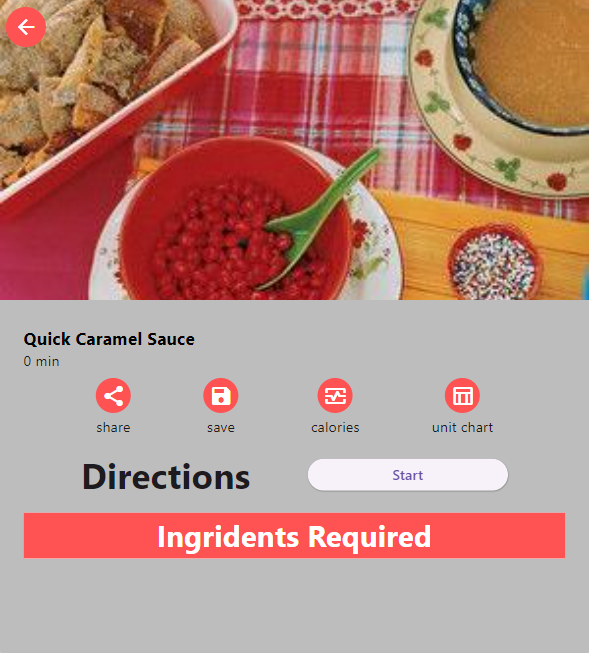 Quick Caramel Sauce
0 min
share save calories unit chart
Directions Start
Ingridents Required